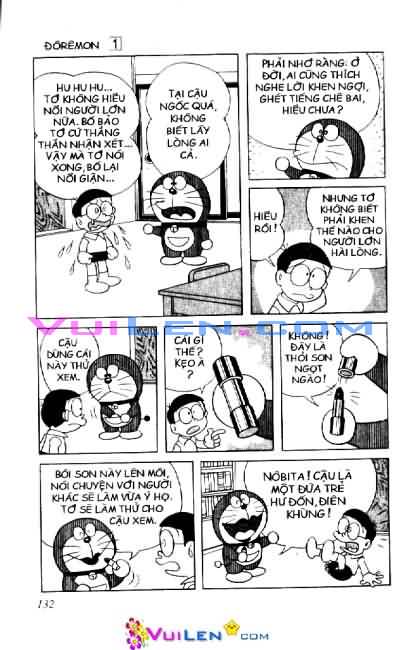 ĐÔRÊMON 1
HU HU HU...
TỚ KHÔNG HIỂU
NỔI NGƯỜI LỚN
NỮA. BỐ BẢO
TỚ CỨ THẲNG
THẮN NHẬN XÉT...
VẬY MÀ TỚ NÓI
XONG, BỐ LẠI
NỔI GIẬN...
TẠI CẬU
NGỐC QUÁ,
KHÔNG
BIẾT LẤY
LÒNG AI
CẢ.
PHẢI NHỚ RẰNG: Ở
ĐỜI, AI CŨNG THÍCH
NGHE LỜI KHEN NGỢI,
GHÉT TIẾNG CHÊ BAI,
HIỂU CHƯA?
HIỂU
RỒI!
NHƯNG TỚ
KHÔNG BIẾT
PHẢI KHEN
THẾ NÀO CHO
NGƯỜI LỚN
HÀI LÒNG.
VUILEN.COM
CẬU
DÙNG CÁI
NÀY THỬ
XEM.
CÁI GÌ
THẾ?
KẸO À
?
KHÔNG!
ĐÂY LÀ
THỎI SON
NGỌT
NGÀO!
BÔI SON NÀY LÊN MÔI,
NÓI CHUYỆN VỚI NGƯỜI
KHÁC SẼ LÀM VỪA Ý HỌ.
TỚ SẼ LÀM THỬ CHO
CẬU XEM.
NÔBITA! CẬU LÀ
MỘT ĐỨA TRẺ
HƯ ĐỐN, ĐIÊN
KHÙNG!
132
VUILEN.COM